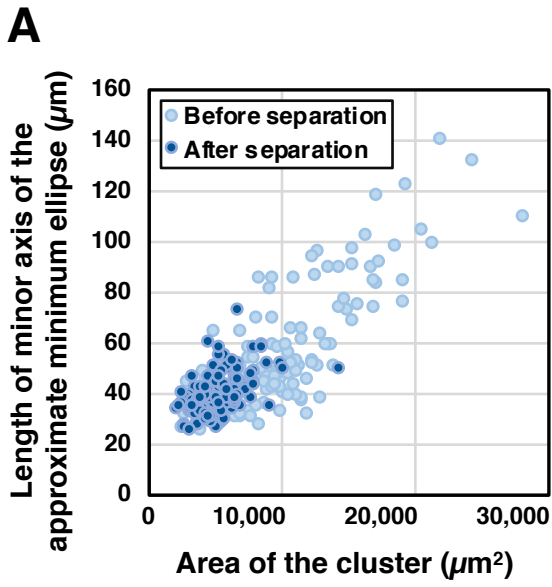 A
Length of minor axis of the
approximate minimum ellipse (µm)
160
140
120
100
80
60
40
20
0
Before separation
After separation
0 10,000 20,000 30,000
Area of the cluster (µm²)